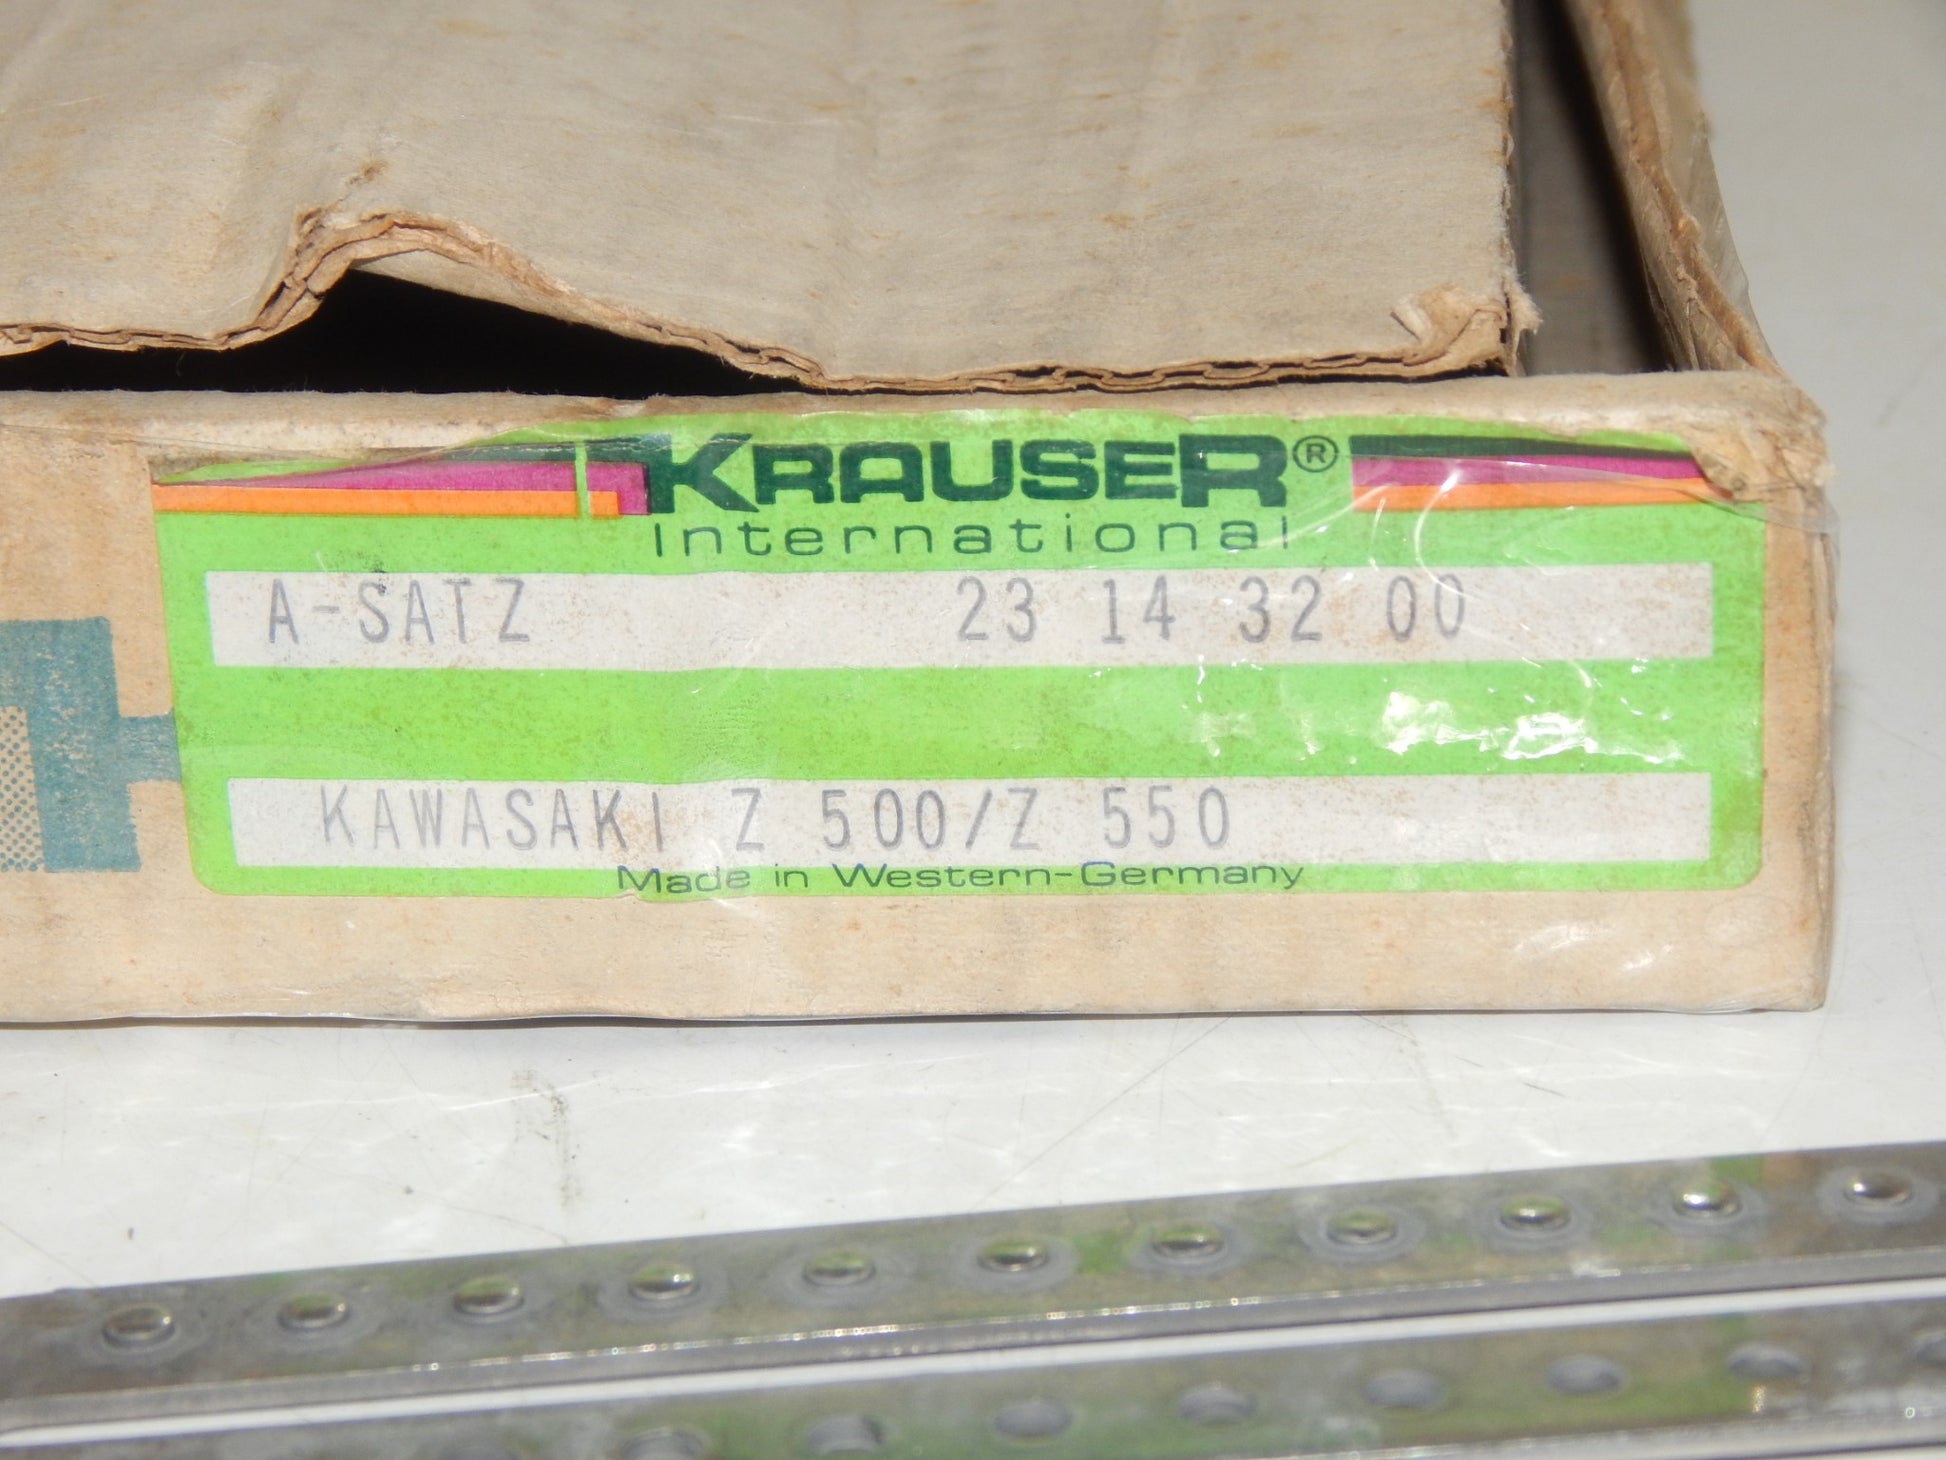 KRAUSER®
International
A-SATZ 23 14 32 00
KAWASAKI Z 500/Z 550
Made in Western-Germany